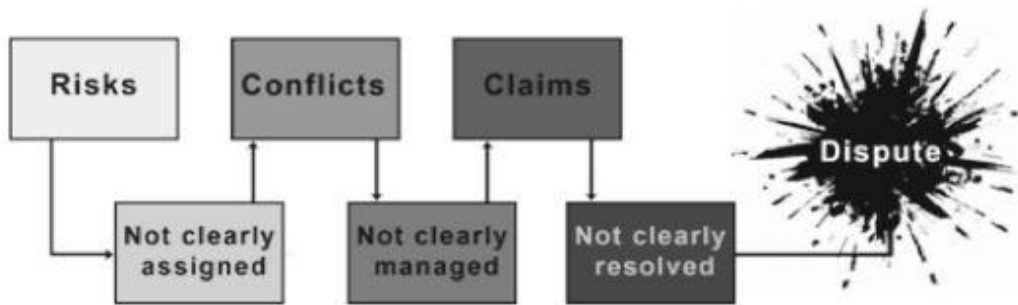 Risks
Conflicts
Claims
Dispute
Not clearly
assigned
Not clearly
managed
Not clearly
resolved